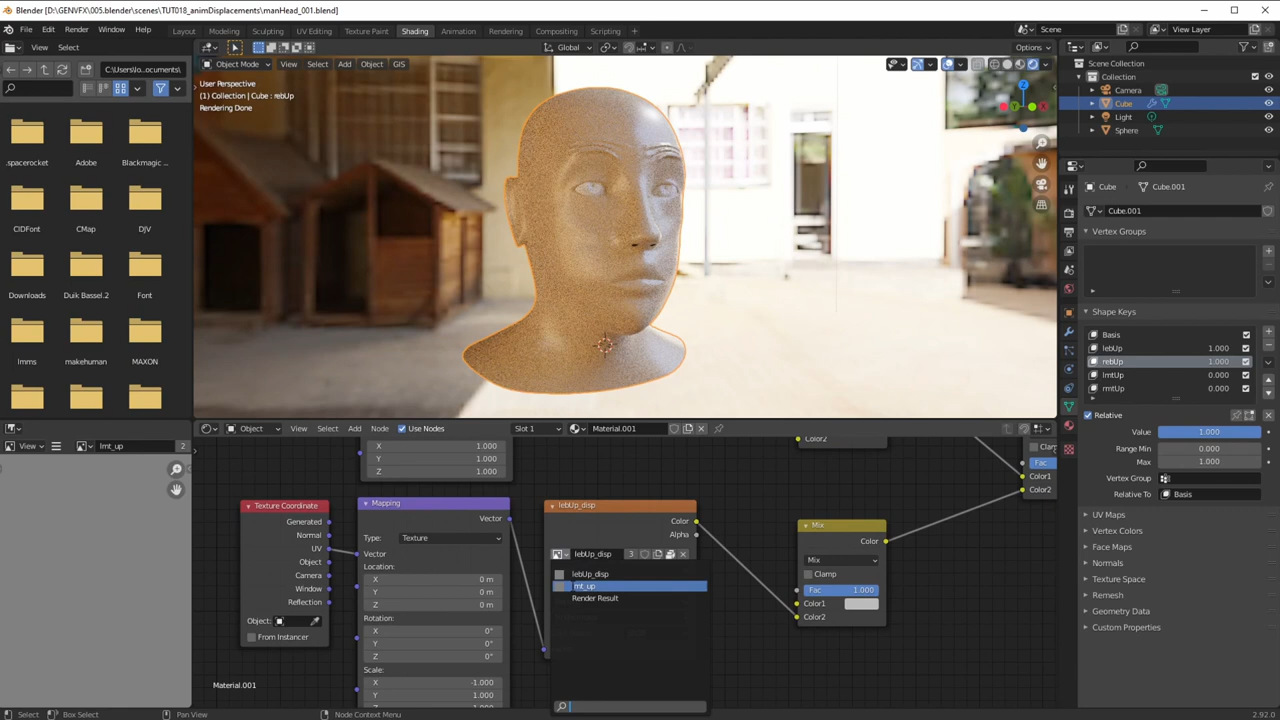 Blender [D:\GENVFX\005.blender\scenes\TUT018_animDisplacements\manHead_001.blend]
File Edit Render Window Help Layout Sculpting UV Editing Texture Paint Shading Animation Rendering Compositing Scripting Scene View Layer
View Select Global Options
C:\Users\lo...ocuments\ Object Mode View Select Add Object GIS
User Perspective
(1) Collection | Cube : rebUp
Rendering Done
.spacerocket Adobe Blackmagic ...
CIDFont CMap DJV
Downloads Duik Bassel.2 Font
lmms makehuman MAXON
Scene Collection
Collection
Camera
Cube
Light
Sphere
Cube Cube.001
Cube.001
Vertex Groups
Shape Keys
Basis
lebUp 1.000
rebUp 1.000
lmtUp 0.000
rmtUp 0.000
Relative
Value 1.000
Range Min 0.000
Max 1.000
Vertex Group
Relative To Basis
UV Maps
Vertex Colors
Face Maps
Normals
Texture Space
Remesh
Geometry Data
Custom Properties
View lmt_up 2
Object View Select Add Node Use Nodes Slot 1 Material.001
X 1.000
Y 1.000
Z 1.000
Color2
Clam
Fac
Color1
Color2
Texture Coordinate
Generated
Normal
UV
Object
Camera
Window
Reflection
Object:
From Instancer
Mapping
Vector
Type: Texture
Vector
Location:
X 0 m
Y 0 m
Z 0 m
Rotation:
X 0°
Y 0°
Z 0°
Scale:
X -1.000
Y 1.000
lebUp_disp
Color
Alpha
lebUp_disp 3
lebUp_disp
lmt_up
Render Result
Mix
Color
Mix
Clamp
Fac 1.000
Color1
Color2
Material.001
Select Box Select Pan View Node Context Menu 2.92.0